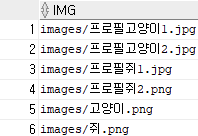 IMG
1 images/프로필고양이1.jpg
2 images/프로필고양이2.jpg
3 images/프로필쥐1.jpg
4 images/프로필쥐2.png
5 images/고양이.png
6 images/쥐.png